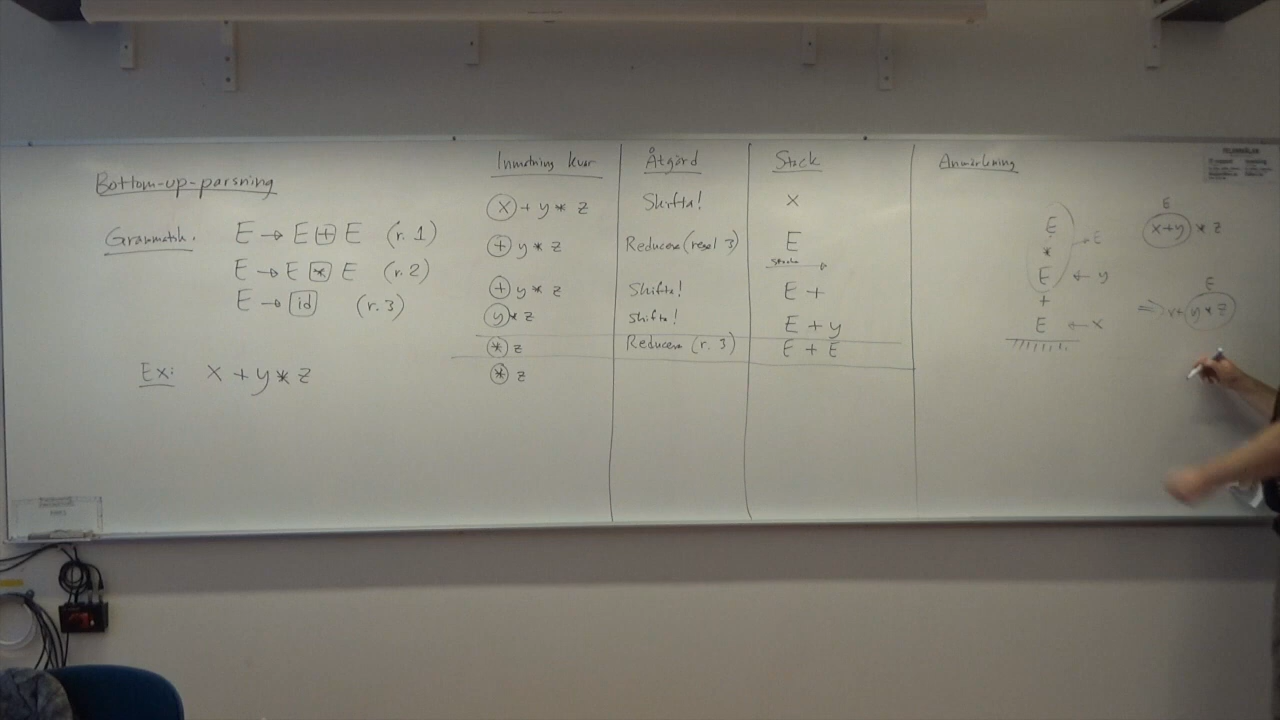 Bottom-up-parsning
Grammatik.
E → E + E (r. 1)
E → E * E (r. 2)
E → id (r. 3)
Ex: x + y * z
Inmatning kvar Åtgärd Stack Anmärkning
x + y * z Shifta! x
+ y * z Reducera (regel 3) E
+ y * z Shifta! E +
y * z Shifta! E + y
* z Reducera (r. 3) E + E
* z
E
*
E ← y
+
E ← x
→ E
E
x+y * z
E
⇒ x+ y * z